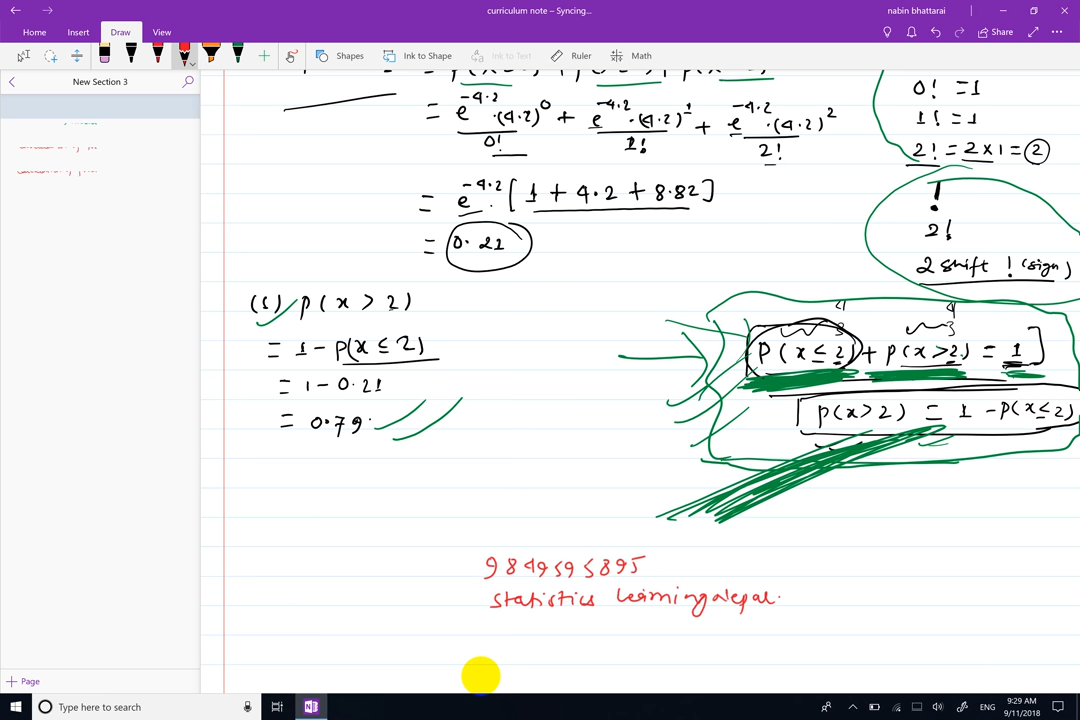 curriculum note – Syncing...
nabin bhattarai
Home Insert Draw View
Share
Shapes
Ink to Shape
Ink to Text
Ruler
Math
New Section 3
= e^-4.2 · (4.2)^0 / 0! + e^-4.2 · (4.2)^1 / 1! + e^-4.2 · (4.2)^2 / 2!
= e^-4.2 [ 1 + 4.2 + 8.82 ]
= 0.21
0! = 1
1! = 1
2! = 2 x 1 = 2
!
2!
2 shift ! (sign)
p( x > 2 )
= 1 - p(x ≤ 2)
= 1 - 0.21
= 0.79
[ p( x ≤ 2) + p( x > 2) = 1 ]
p(x > 2) = 1 - p(x ≤ 2)
9849595895
statistics learning nepal.
Page
Type here to search
ENG
9:29 AM
9/11/2018